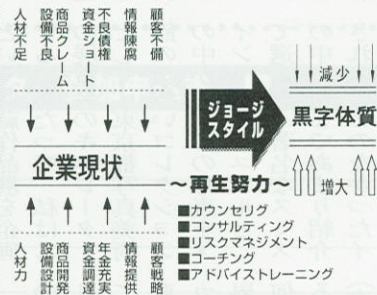 人材不足
設備不良
商品クレーム
資金ショート
不良債権
情報陳腐
顧客不備
企業現状
人材力
設備設計
商品開発
資金調達
年金充実
情報提供
顧客戦略
ジョージ
スタイル
減少
黒字体質
増大
～再生努力～
■カウンセリグ
■コンサルティング
■リスクマネジメント
■コーチング
■アドバイストレーニング